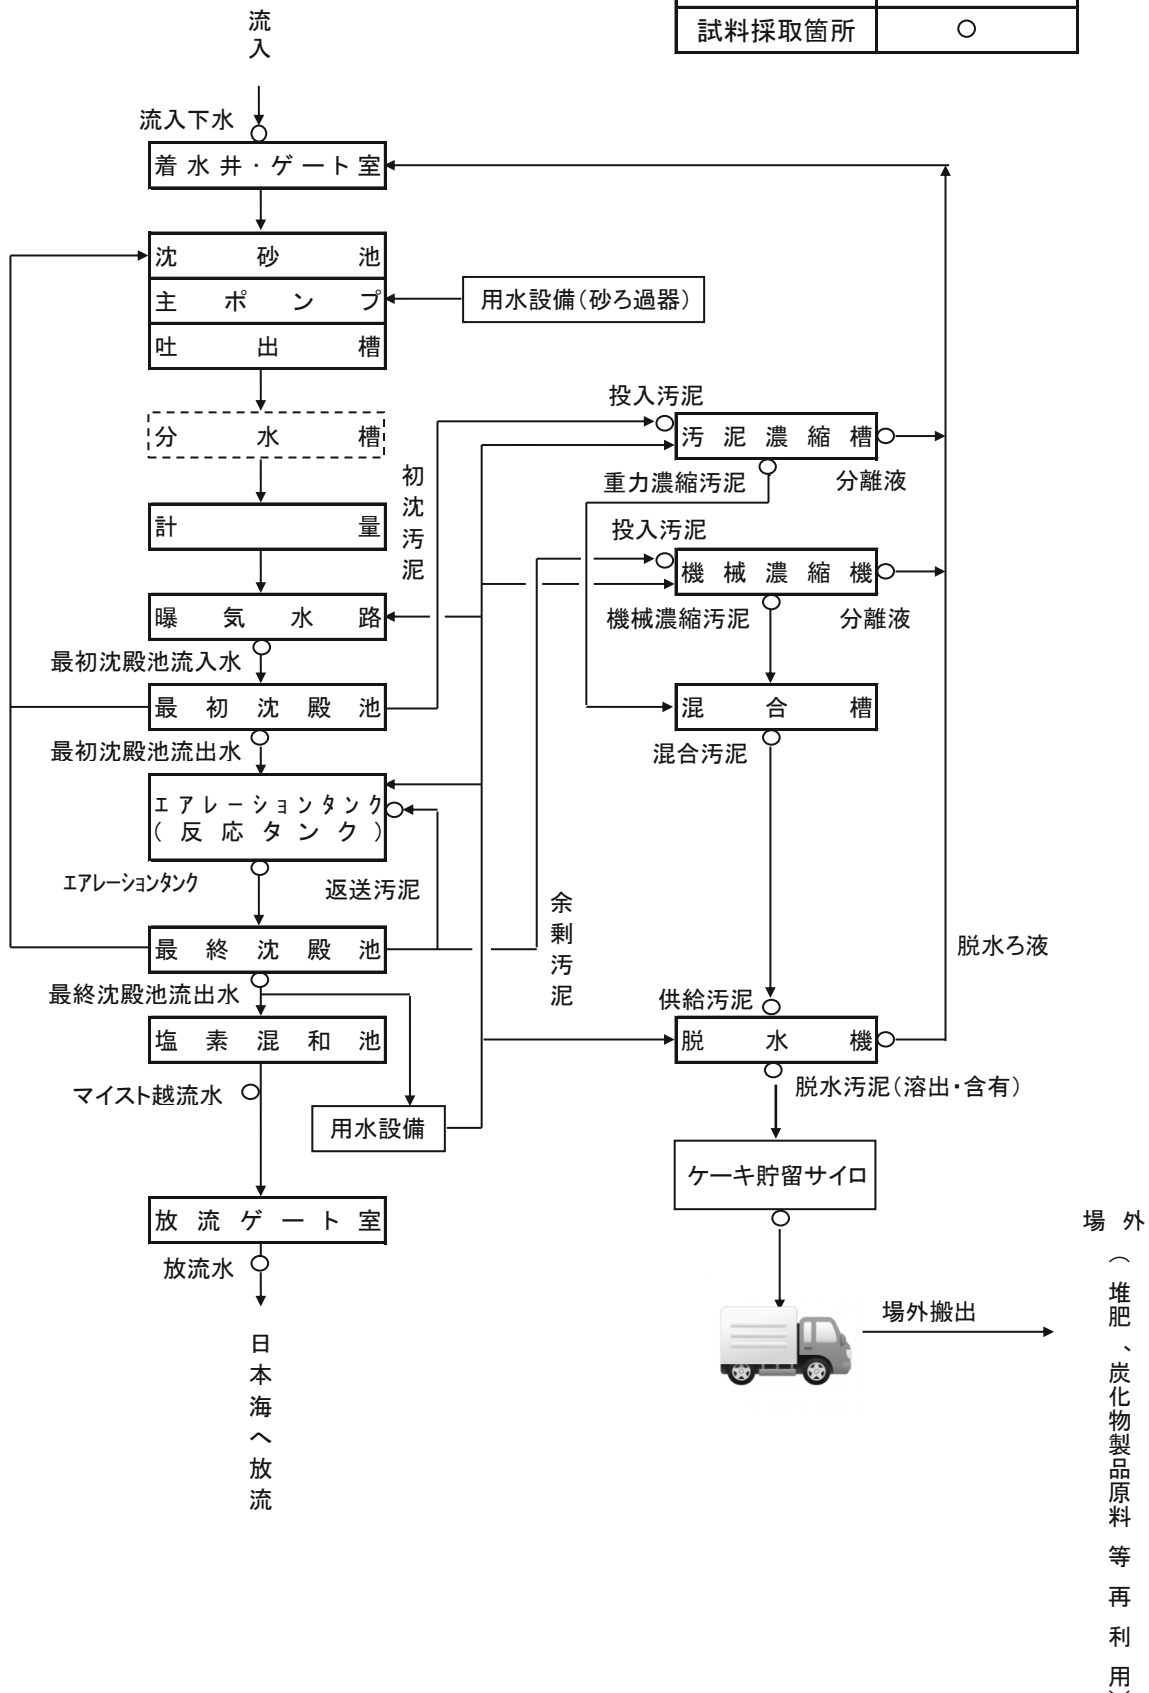 試料採取箇所 ○
流入
流入下水
着水井・ゲート室
沈砂池
主ポンプ
用水設備(砂ろ過器)
吐出槽
分水槽
計量
曝気水路
最初沈殿池流入水
最初沈殿池
最初沈殿池流出水
エアレーションタンク
(反応タンク)
エアレーションタンク
返送汚泥
最終沈殿池
最終沈殿池流出水
塩素混和池
マイスト越流水
用水設備
放流ゲート室
放流水
日本海へ放流
初沈汚泥
余剰汚泥
投入汚泥
汚泥濃縮槽
重力濃縮汚泥
分離液
投入汚泥
機械濃縮機
機械濃縮汚泥
分離液
混合槽
混合汚泥
脱水ろ液
供給汚泥
脱水機
脱水汚泥(溶出・含有)
ケーキ貯留サイロ
場外搬出
場外
(堆肥、炭化物製品原料等再利用)